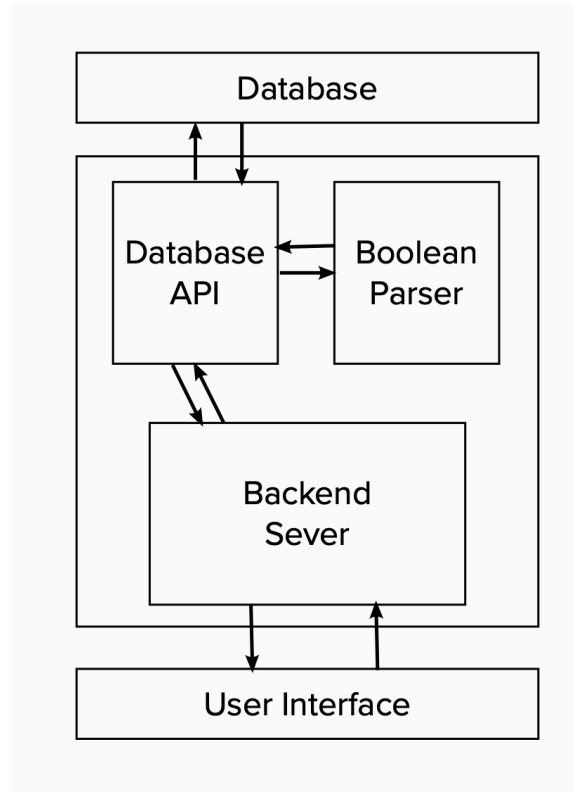 Database
Database
API
Boolean
Parser
Backend
Sever
User Interface